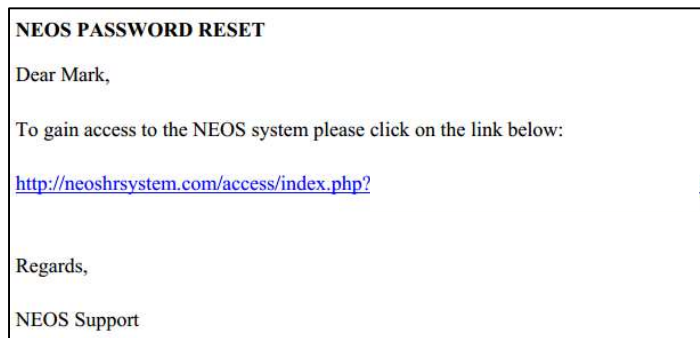 NEOS PASSWORD RESET
Dear Mark,
To gain access to the NEOS system please click on the link below:
http://neoshrsystem.com/access/index.php?
Regards,
NEOS Support